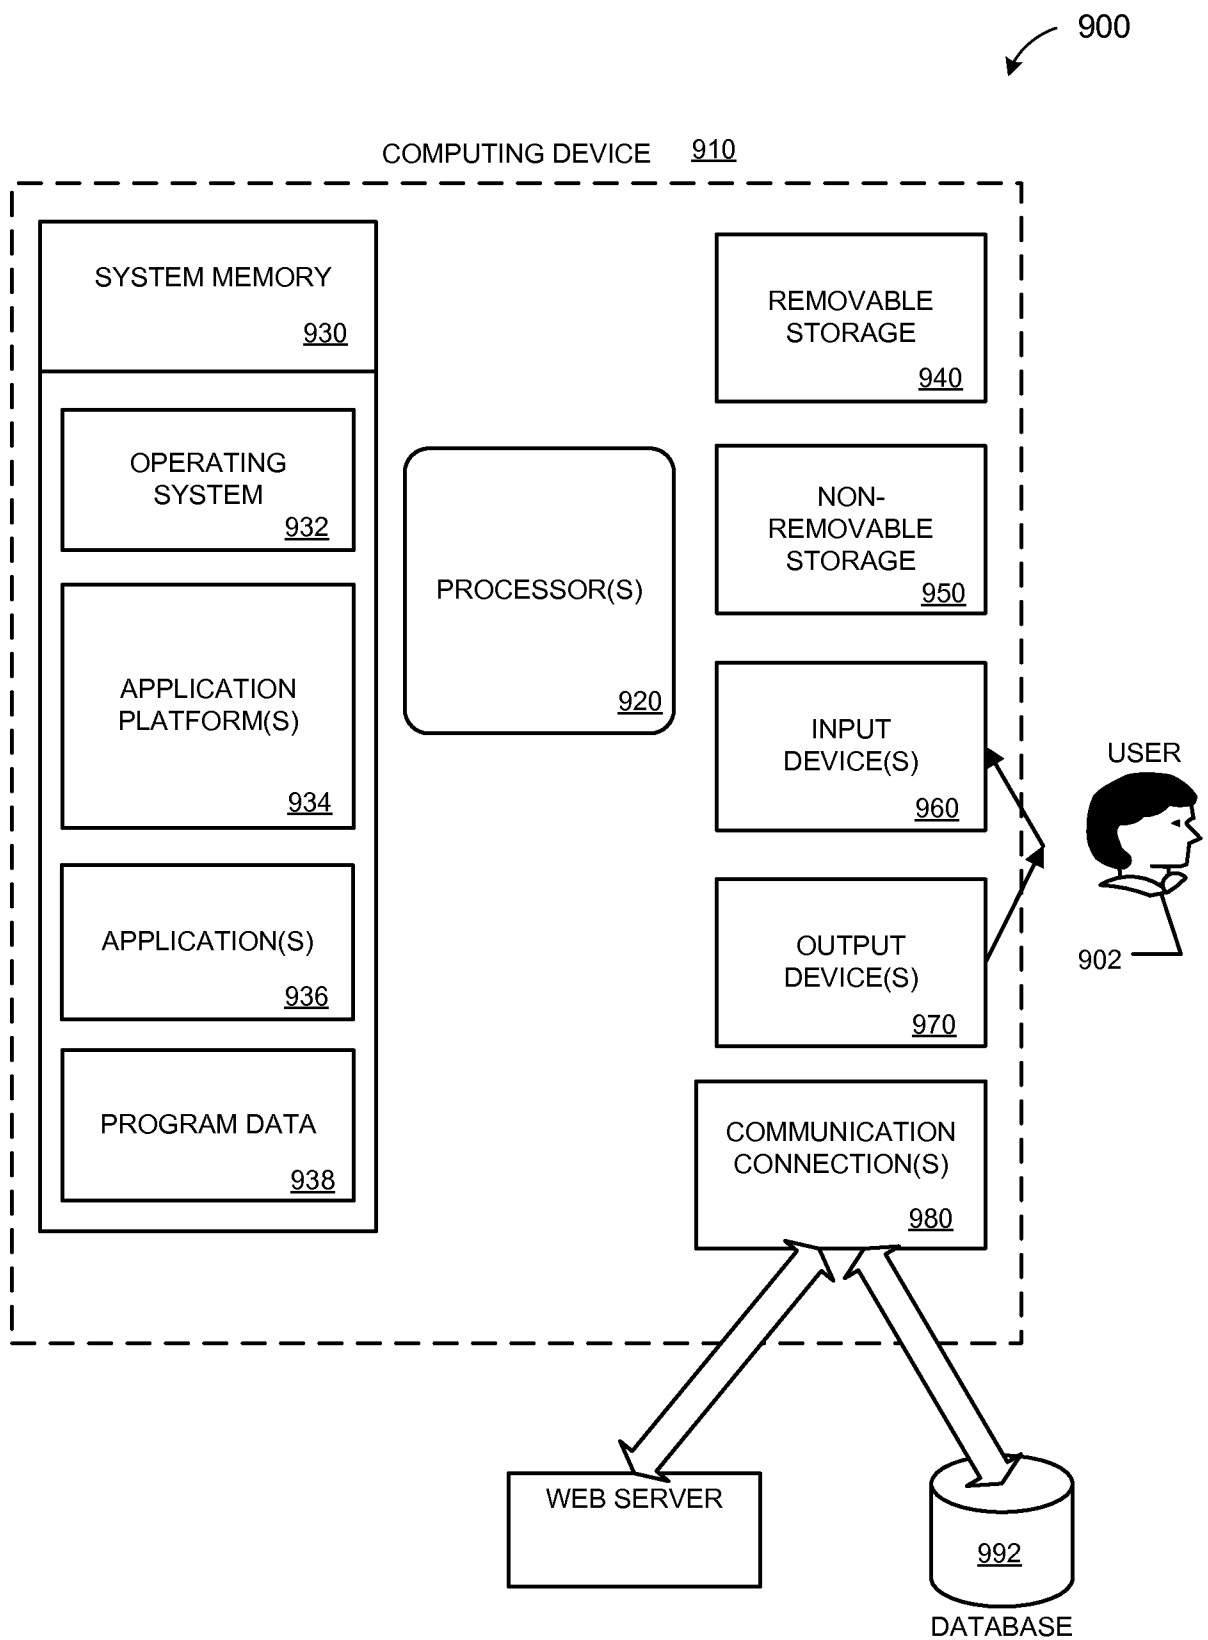 900
COMPUTING DEVICE 910
SYSTEM MEMORY
930
OPERATING
SYSTEM
932
APPLICATION
PLATFORM(S)
934
APPLICATION(S)
936
PROGRAM DATA
938
PROCESSOR(S)
920
REMOVABLE
STORAGE
940
NON-
REMOVABLE
STORAGE
950
INPUT
DEVICE(S)
960
OUTPUT
DEVICE(S)
970
COMMUNICATION
CONNECTION(S)
980
USER
902
WEB SERVER
992
DATABASE